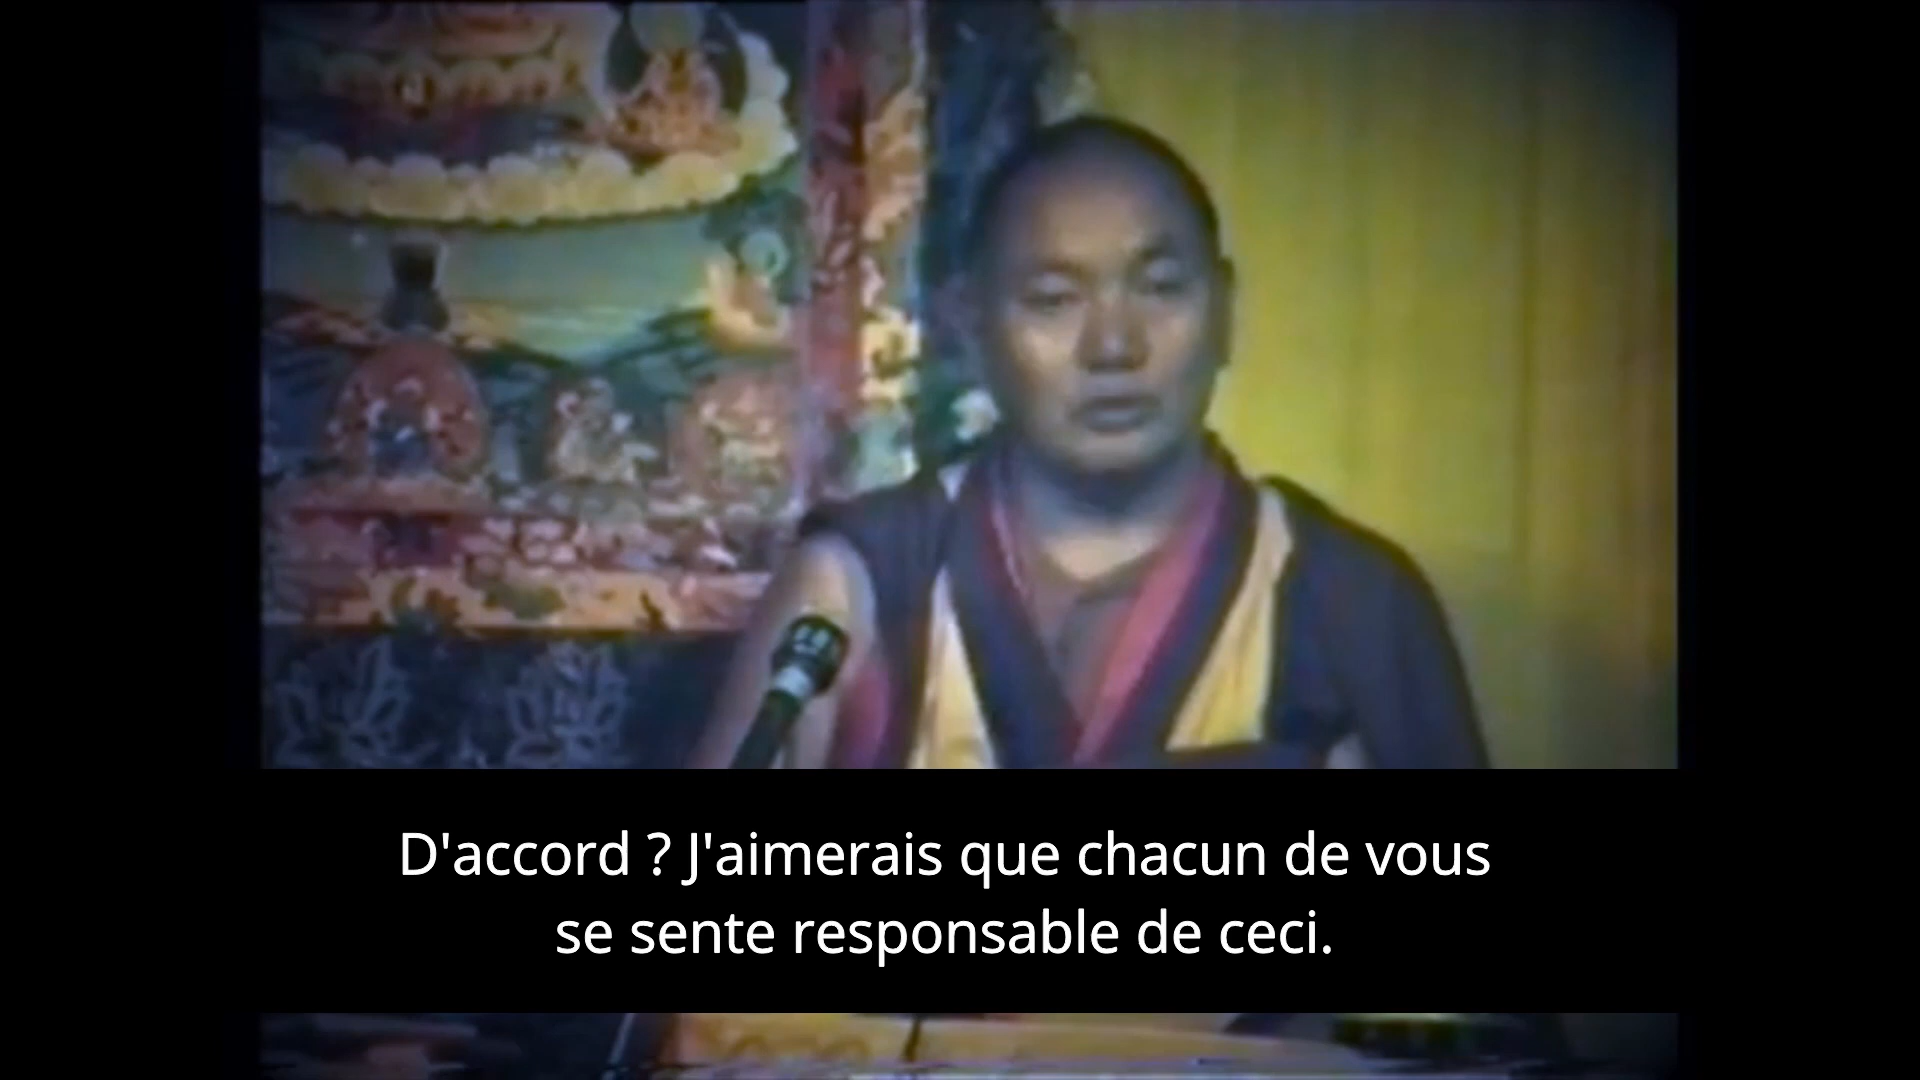 D'accord ? J'aimerais que chacun de vous
se sente responsable de ceci.